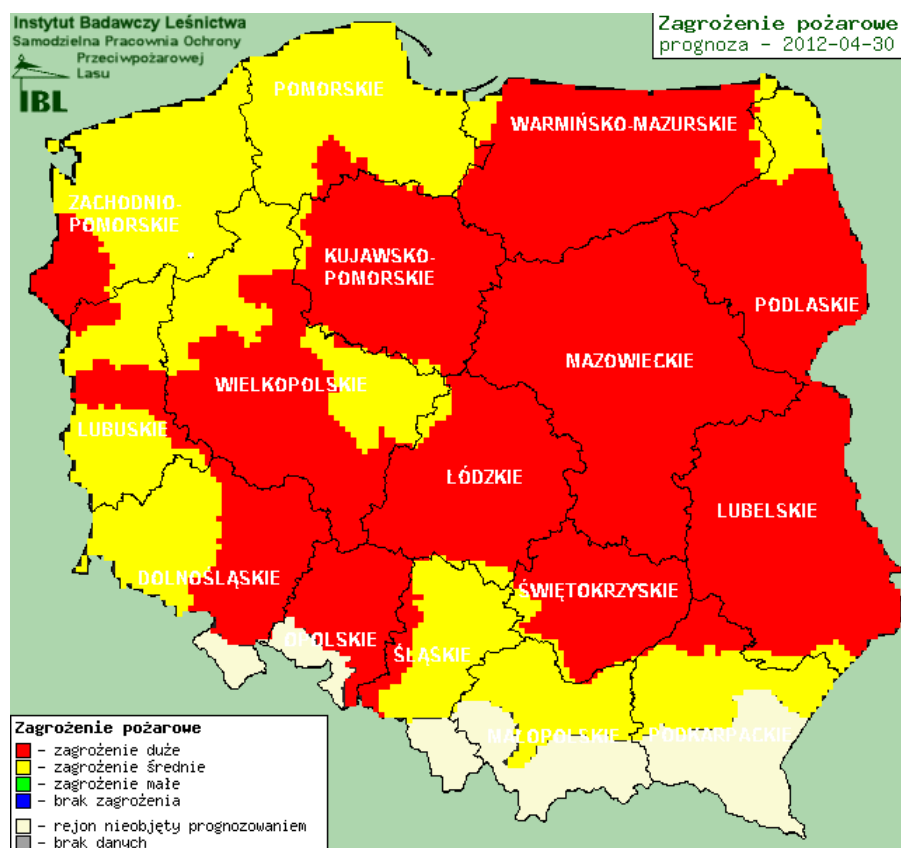 Instytut Badawczy Leśnictwa
Samodzielna Pracownia Ochrony
Przeciwpożarowej
Lasu
IBL
Zagrożenie pożarowe
prognoza - 2012-04-30
POMORSKIE
WARMIŃSKO-MAZURSKIE
ZACHODNIO-
POMORSKIE
KUJAWSKO-
POMORSKIE
PODLASKIE
MAZOWIECKIE
WIELKOPOLSKIE
LUBUSKIE
ŁÓDZKIE
LUBELSKIE
DOLNOŚLĄSKIE
ŚWIĘTOKRZYSKIE
OPOLSKIE
ŚLĄSKIE
MAŁOPOLSKIE
PODKARPACKIE
Zagrożenie pożarowe
- zagrożenie duże
- zagrożenie średnie
- zagrożenie małe
- brak zagrożenia
- rejon nieobjęty prognozowaniem
- brak danych